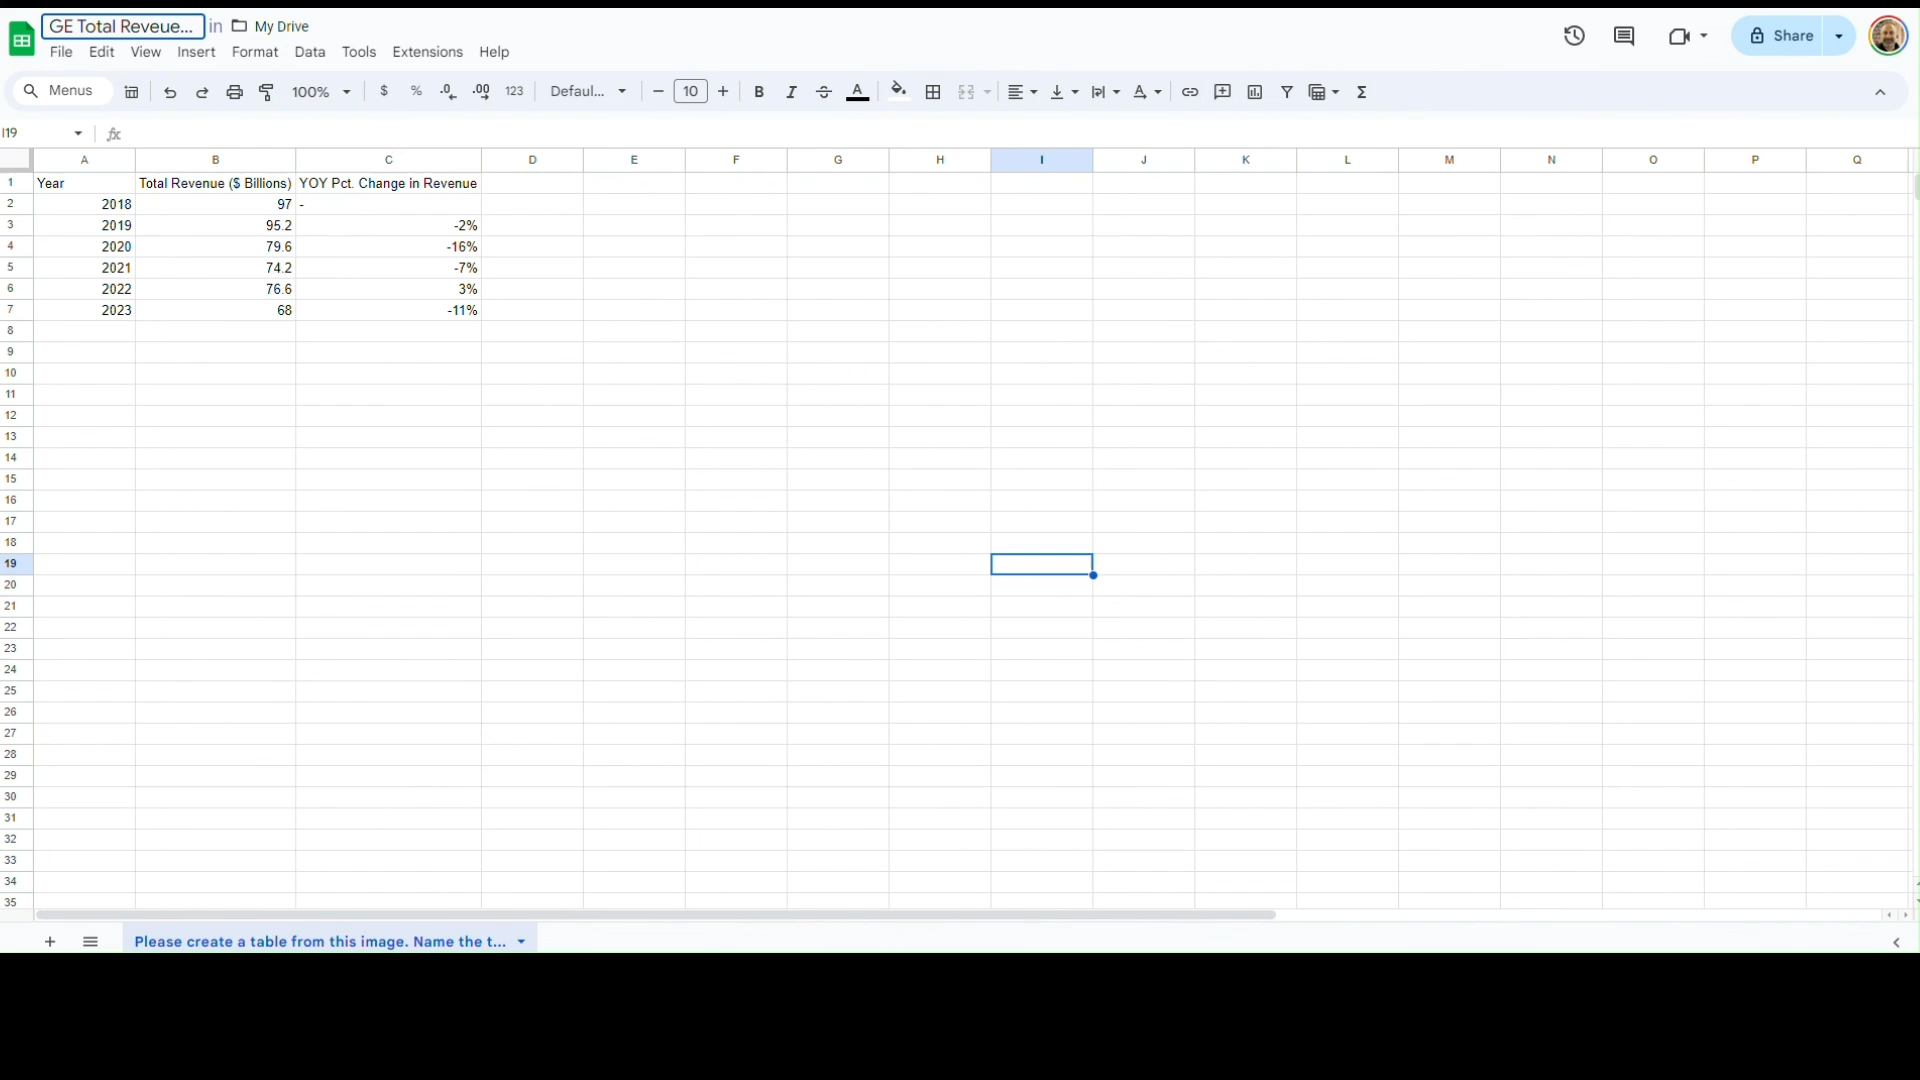 GE Total Reveue... in My Drive
File Edit View Insert Format Data Tools Extensions Help
Share
Menus 100% $ % .0 .00 123 Defaul... 10 B I A
I19 fx
A B C D E F G H I J K L M N O P Q
1 Year Total Revenue ($ Billions) YOY Pct. Change in Revenue
2 2018 97 -
3 2019 95.2 -2%
4 2020 79.6 -16%
5 2021 74.2 -7%
6 2022 76.6 3%
7 2023 68 -11%
8
9
10
11
12
13
14
15
16
17
18
19
20
21
22
23
24
25
26
27
28
29
30
31
32
33
34
35
Please create a table from this image. Name the t...